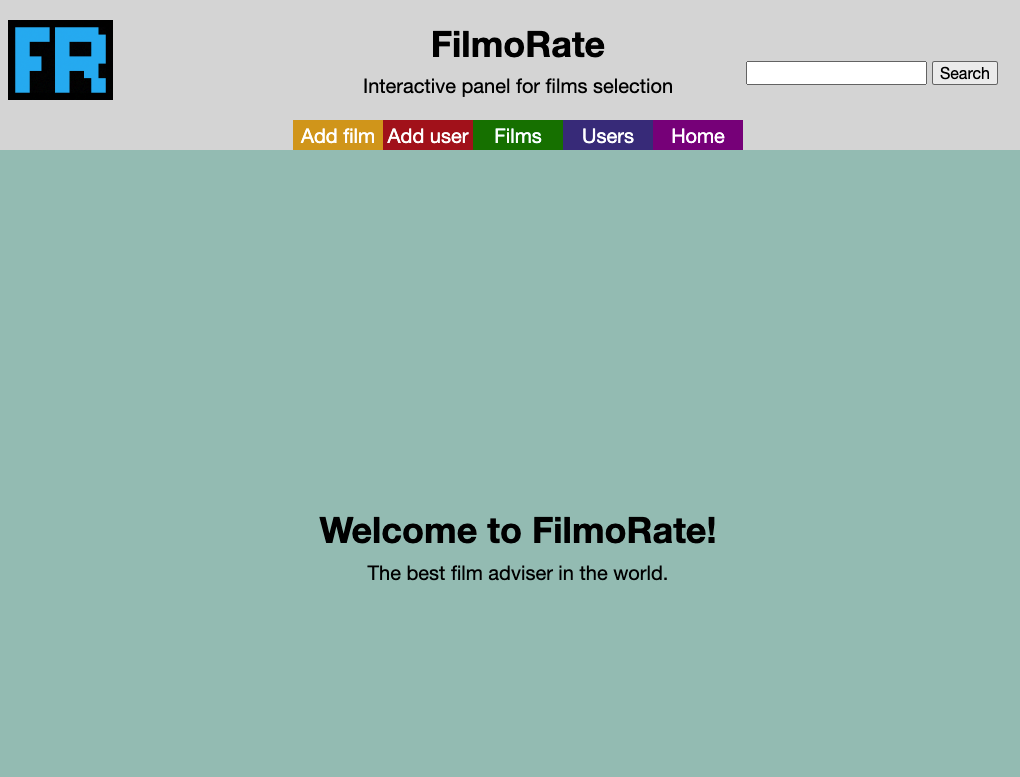 FR
FilmoRate
Interactive panel for films selection
Search
Add film Add user Films Users Home
Welcome to FilmoRate!
The best film adviser in the world.